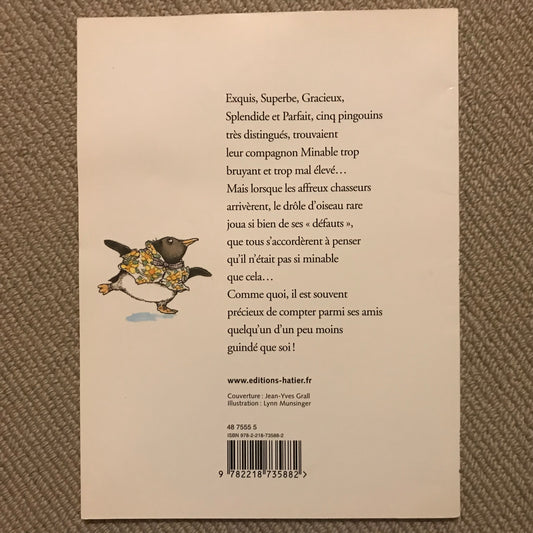 Exquis, Superbe, Gracieux,
Splendide et Parfait, cinq pingouins
très distingués, trouvaient
leur compagnon Minable trop
bruyant et trop mal élevé…
Mais lorsque les affreux chasseurs
arrivèrent, le drôle d’oiseau rare
joua si bien de ses « défauts »,
que tous s’accordèrent à penser
qu’il n’était pas si minable
que cela…
Comme quoi, il est souvent
précieux de compter parmi ses amis
quelqu’un d’un peu moins
guindé que soi !
www.editions-hatier.fr
Couverture : Jean-Yves Grall
Illustration : Lynn Munsinger
48 7555 5
ISBN 978-2-218-73588-2
9 782218 735882 >